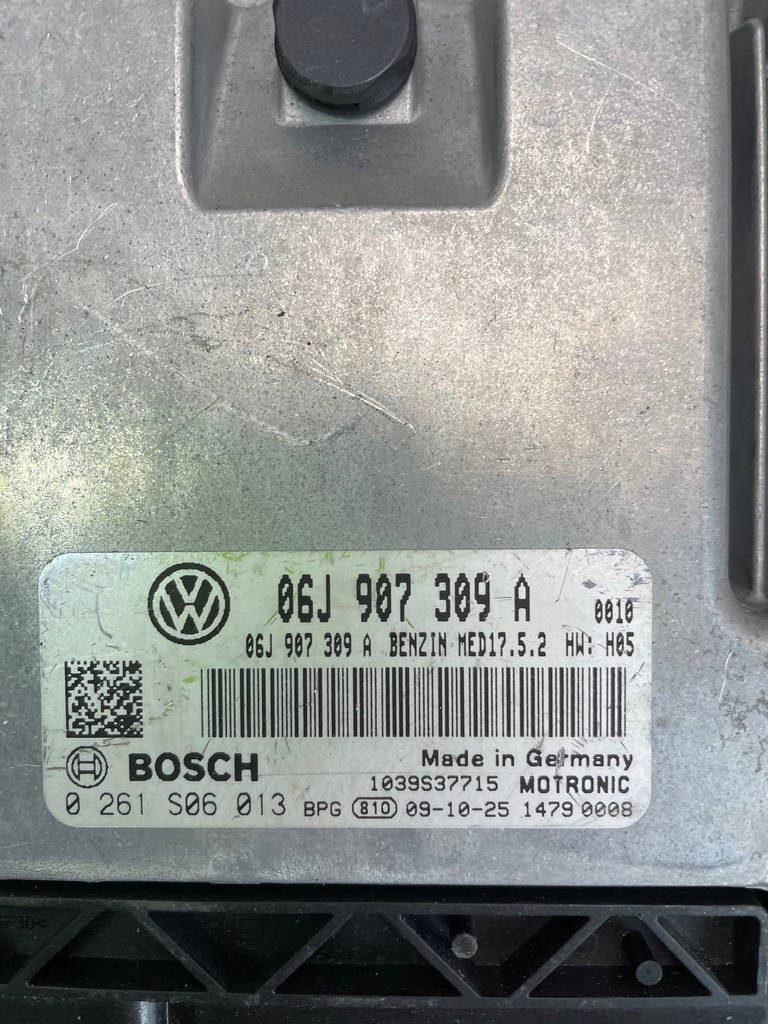 06J 907 309 A 0010
06J 907 309 A BENZIN MED17.5.2 HW: H05
BOSCH Made in Germany
1039S37715 MOTRONIC
0 261 S06 013 BPG 810 09-10-25 1479 0008